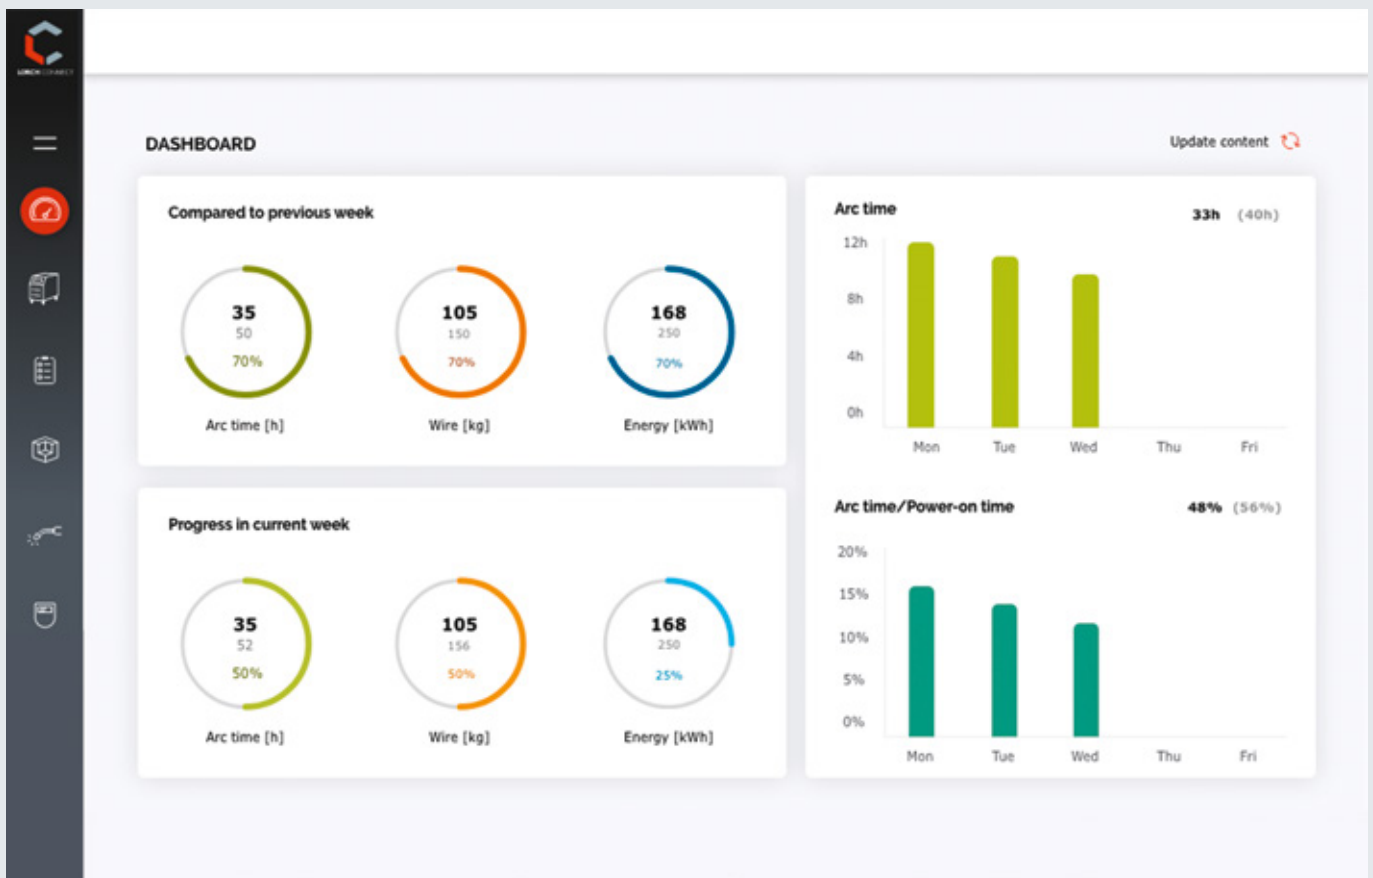 LORCH CONNECT
DASHBOARD
Update content
Compared to previous week
35
50
70%
Arc time [h]
105
150
70%
Wire [kg]
168
250
70%
Energy [kWh]
Progress in current week
35
52
50%
Arc time [h]
105
156
50%
Wire [kg]
168
250
25%
Energy [kWh]
Arc time
33h (40h)
12h
8h
4h
0h
Mon Tue Wed Thu Fri
Arc time/Power-on time
48% (56%)
20%
15%
10%
5%
0%
Mon Tue Wed Thu Fri